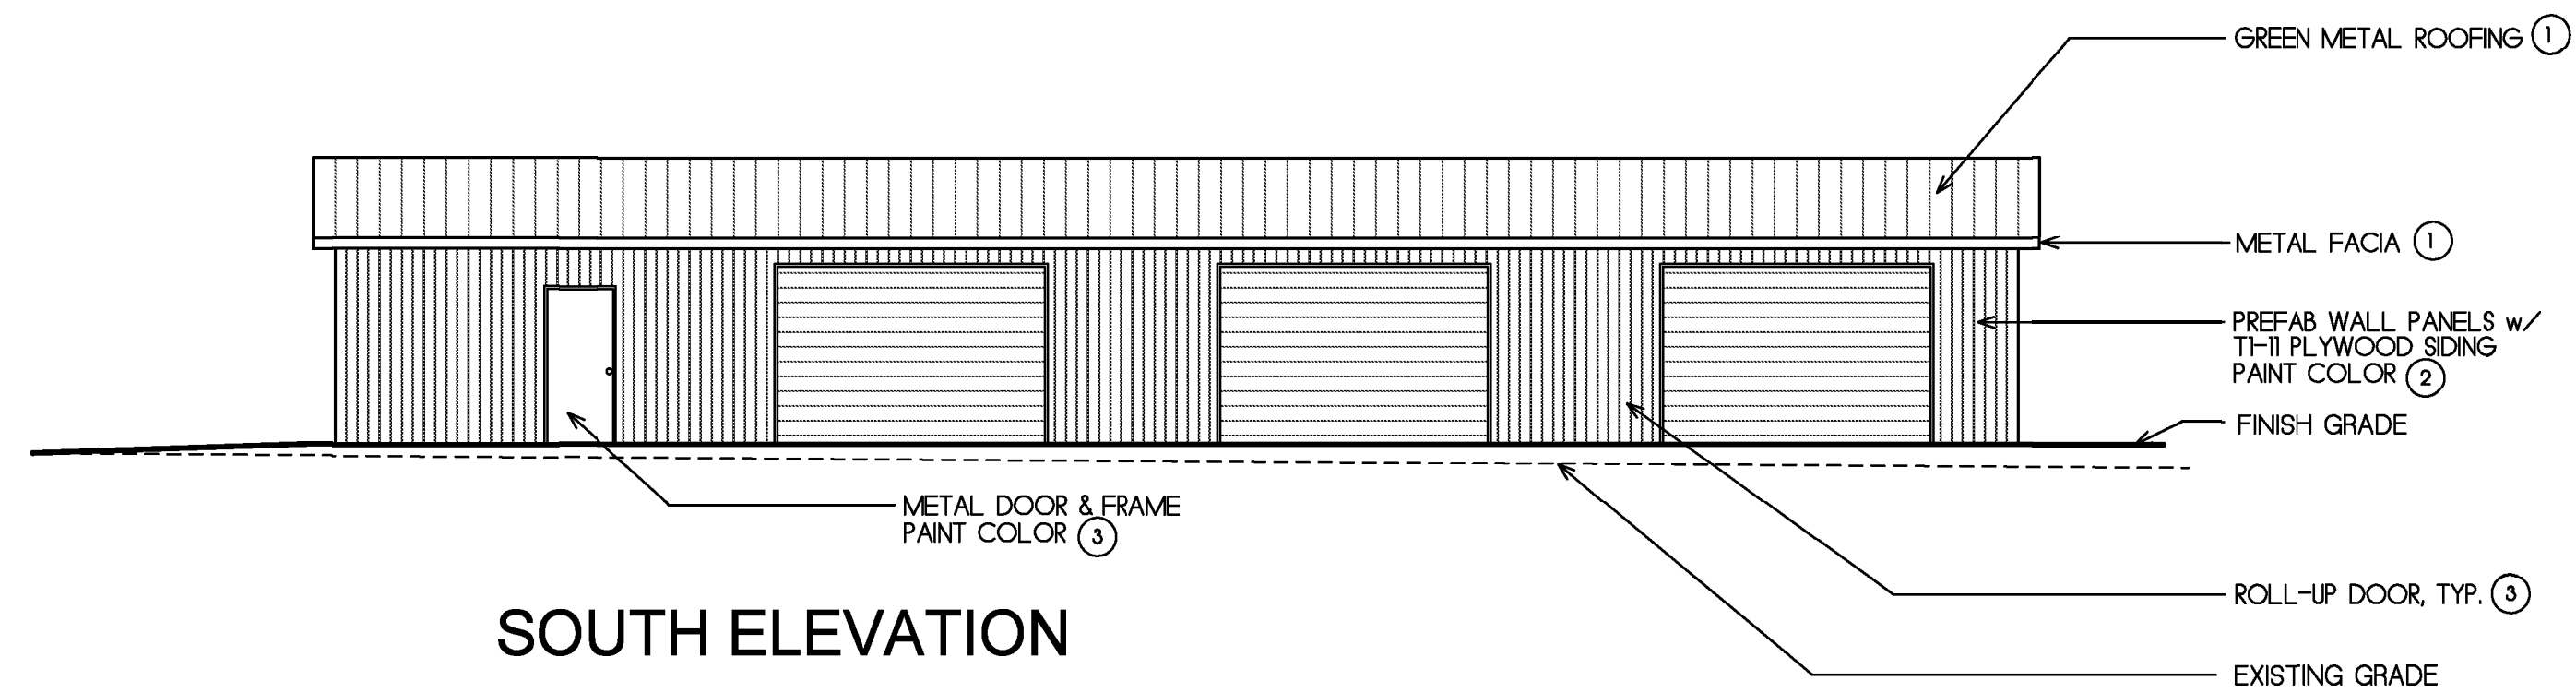 GREEN METAL ROOFING 1
METAL FACIA 1
PREFAB WALL PANELS w/
T1-11 PLYWOOD SIDING
PAINT COLOR 2
FINISH GRADE
METAL DOOR & FRAME
PAINT COLOR 3
ROLL-UP DOOR, TYP. 3
SOUTH ELEVATION
EXISTING GRADE